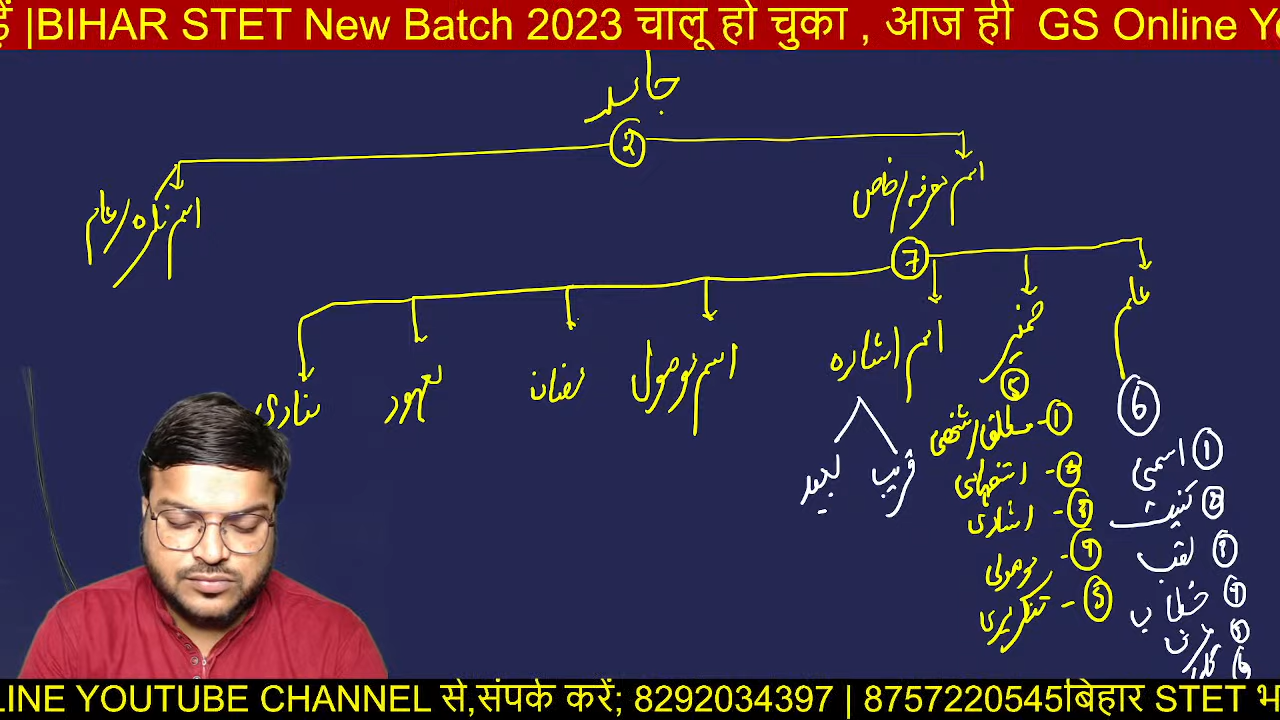 ड़ें |BIHAR STET New Batch 2023 चालू हो चुका , आज ही GS Online Yo
جامد
2
اسم نکرہ/عام
اسم معرفہ/خاص
7
علم
ضمیر
اسم اشارہ
اسم موصول
مضاف
معہود
منادی
6
5
قریب
بعید
1 - مطلق/شخصی
2 - استفہامی
3 - اشاری
4 - موصولی
5 - تنکیری
1 اسمی
2 کنیت
3 لقب
4 خطاب
5 عرف
6
LINE YOUTUBE CHANNEL से,संपर्क करें; 8292034397 | 8757220545बिहार STET भ